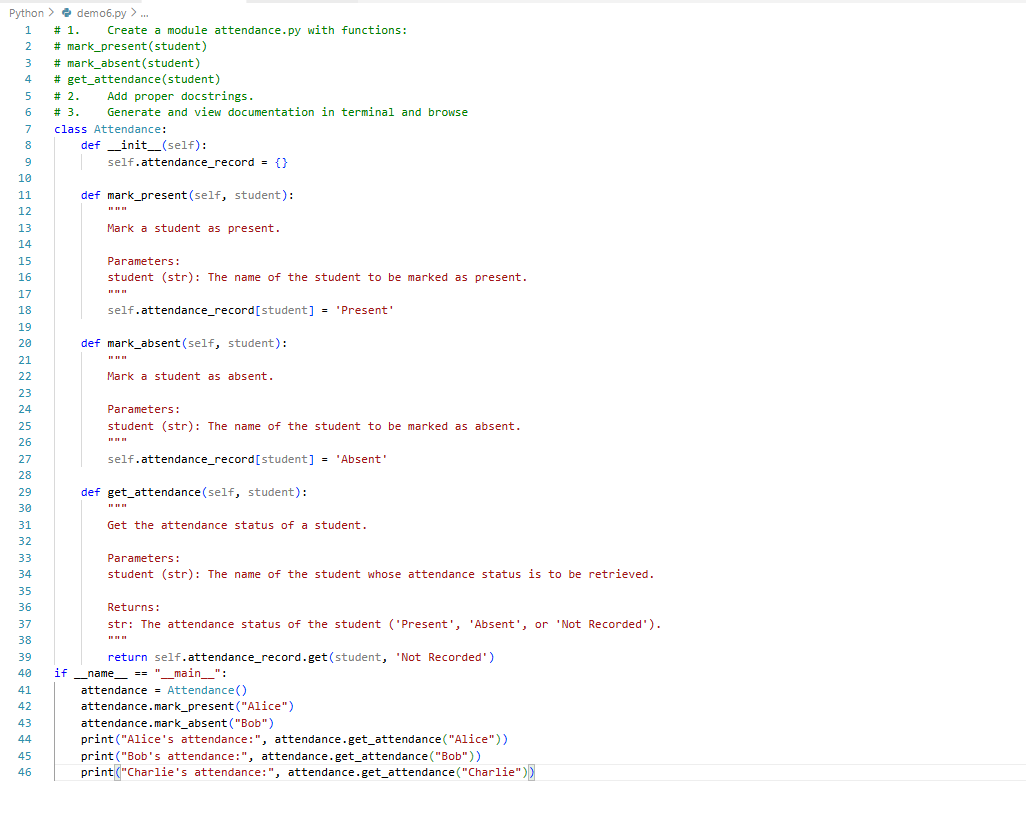 Python > demo6.py > ...
1 # 1.    Create a module attendance.py with functions:
2 # mark_present(student)
3 # mark_absent(student)
4 # get_attendance(student)
5 # 2.    Add proper docstrings.
6 # 3.    Generate and view documentation in terminal and browse
7 class Attendance:
8     def __init__(self):
9         self.attendance_record = {}
10
11     def mark_present(self, student):
12         """
13         Mark a student as present.
14
15         Parameters:
16         student (str): The name of the student to be marked as present.
17         """
18         self.attendance_record[student] = 'Present'
19
20     def mark_absent(self, student):
21         """
22         Mark a student as absent.
23
24         Parameters:
25         student (str): The name of the student to be marked as absent.
26         """
27         self.attendance_record[student] = 'Absent'
28
29     def get_attendance(self, student):
30         """
31         Get the attendance status of a student.
32
33         Parameters:
34         student (str): The name of the student whose attendance status is to be retrieved.
35
36         Returns:
37         str: The attendance status of the student ('Present', 'Absent', or 'Not Recorded').
38         """
39         return self.attendance_record.get(student, 'Not Recorded')
40 if __name__ == "__main__":
41     attendance = Attendance()
42     attendance.mark_present("Alice")
43     attendance.mark_absent("Bob")
44     print("Alice's attendance:", attendance.get_attendance("Alice"))
45     print("Bob's attendance:", attendance.get_attendance("Bob"))
46     print("Charlie's attendance:", attendance.get_attendance("Charlie"))